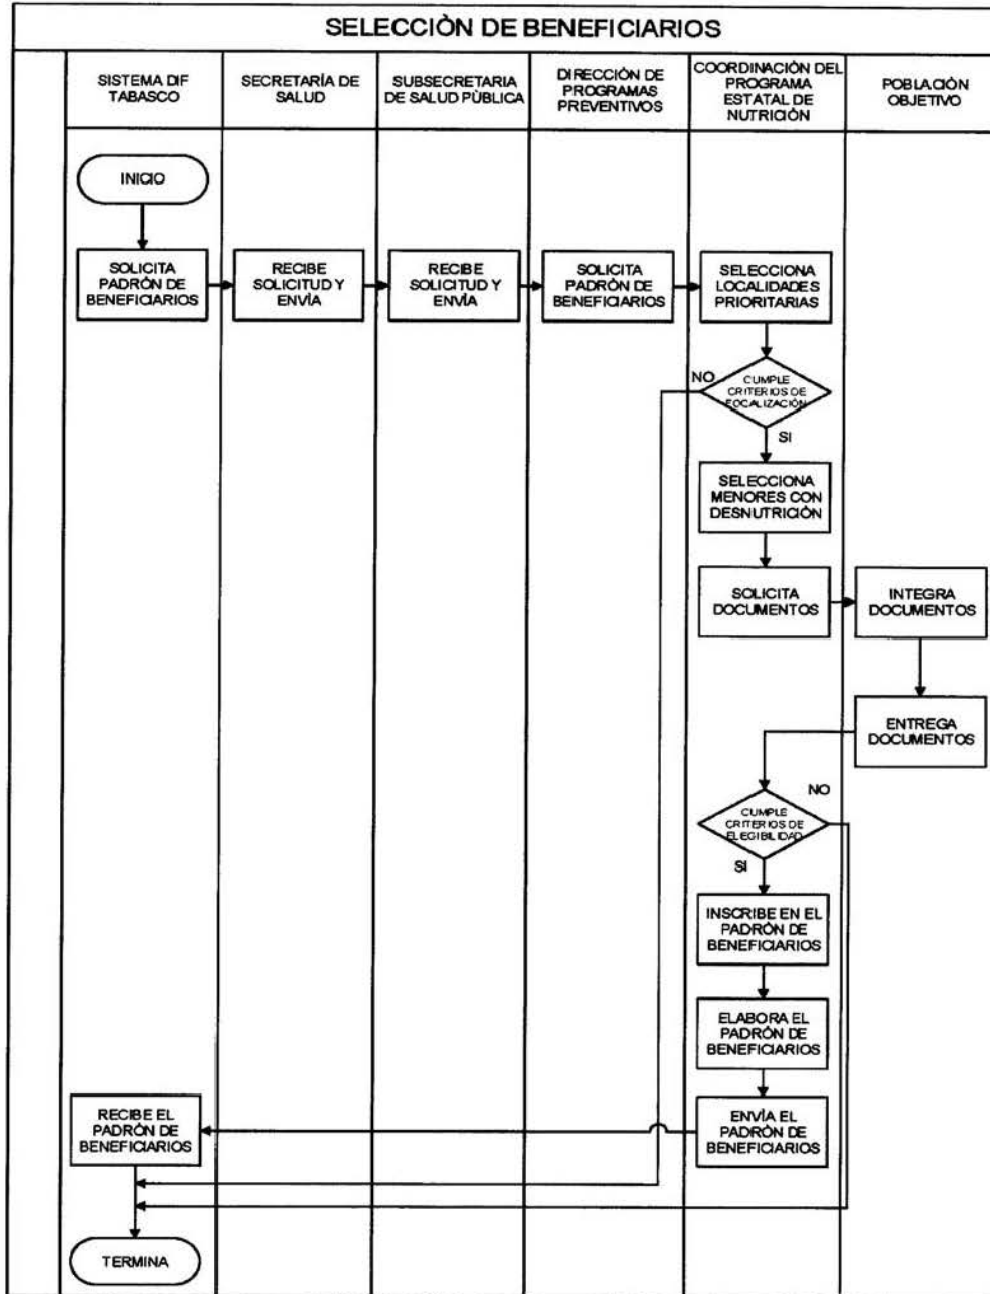 SELECCIÒN DE BENEFICIARIOS
SISTEMA DIF
TABASCO
SECRETARÍA DE
SALUD
SUBSECRETARIA
DE SALUD PÙBLICA
DIRECCIÓN DE
PROGRAMAS
PREVENTIVOS
COORDINACIÓN DEL
PROGRAMA
ESTATAL DE
NUTRICIÓN
POBLACIÓN
OBJETIVO
INICIO
SOLICITA
PADRÓN DE
BENEFICIARIOS
RECIBE
SOLICITUD Y
ENVÍA
RECIBE
SOLICITUD Y
ENVÍA
SOLICITA
PADRÓN DE
BENEFICIARIOS
SELECCIONA
LOCALIDADES
PRIORITARIAS
NO
CUMPLE
CRITERIOS DE
FOCALIZACIÓN
SI
SELECCIONA
MENORES CON
DESNUTRICIÓN
SOLICITA
DOCUMENTOS
INTEGRA
DOCUMENTOS
ENTREGA
DOCUMENTOS
NO
CUMPLE
CRITERIOS DE
ELEGIBILIDAD
SI
INSCRIBE EN EL
PADRÓN DE
BENEFICIARIOS
ELABORA EL
PADRÓN DE
BENEFICIARIOS
RECIBE EL
PADRÓN DE
BENEFICIARIOS
ENVÍA EL
PADRÓN DE
BENEFICIARIOS
TERMINA